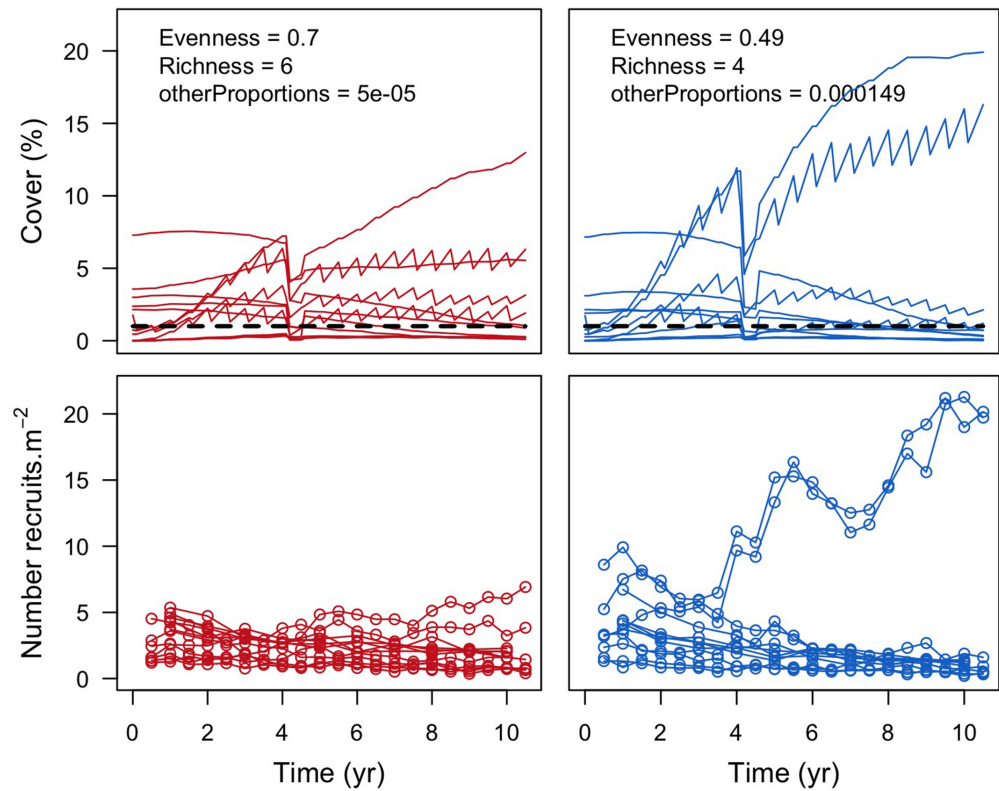 Evenness = 0.7
Richness = 6
otherProportions = 5e-05
Evenness = 0.49
Richness = 4
otherProportions = 0.000149
Cover (%)
20
15
10
5
0
Number recruits.m⁻²
20
15
10
5
0
0 2 4 6 8 10
0 2 4 6 8 10
Time (yr)
Time (yr)